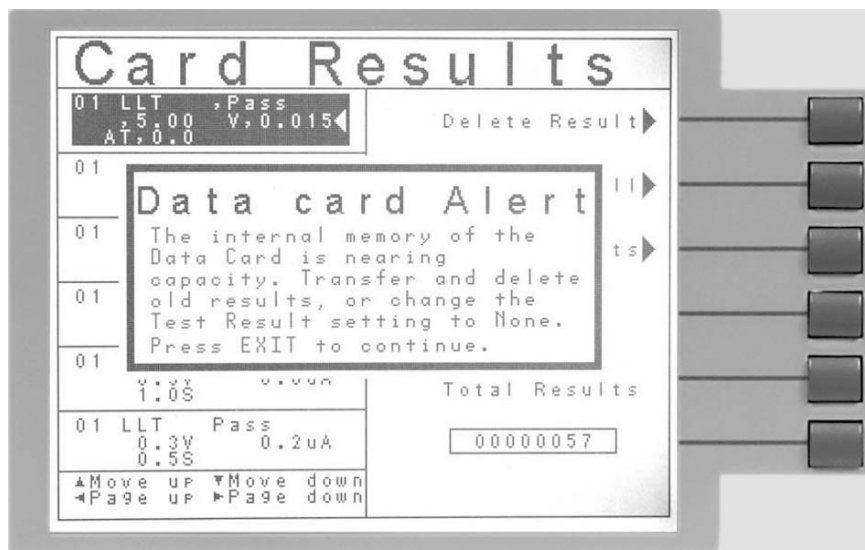 Card Results
01 LLT ,Pass
,5.00 V,0.015
AT,0.0
Delete Result
01
ll
Data card Alert
The internal memory of the
Data Card is nearing
capacity. Transfer and delete
old results, or change the
Test Result setting to None.
Press EXIT to continue.
01
ts
01
01
1.0S
Total Results
01 LLT Pass
0.3V 0.2uA
0.5S
00000057
▲Move up ▼Move down
◄Page up ►Page down